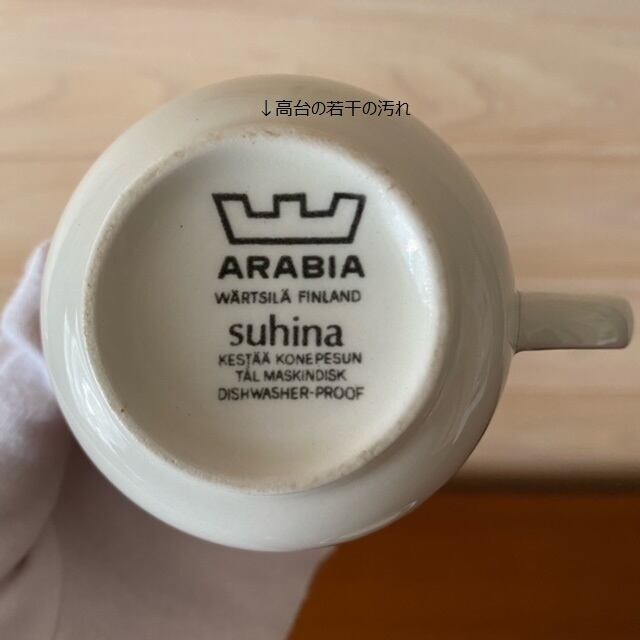 ↓高台の若干の汚れ
ARABIA
WÄRTSILÄ FINLAND
suhina
KESTÄÄ KONEPESUN
TÅL MASKINDISK
DISHWASHER-PROOF